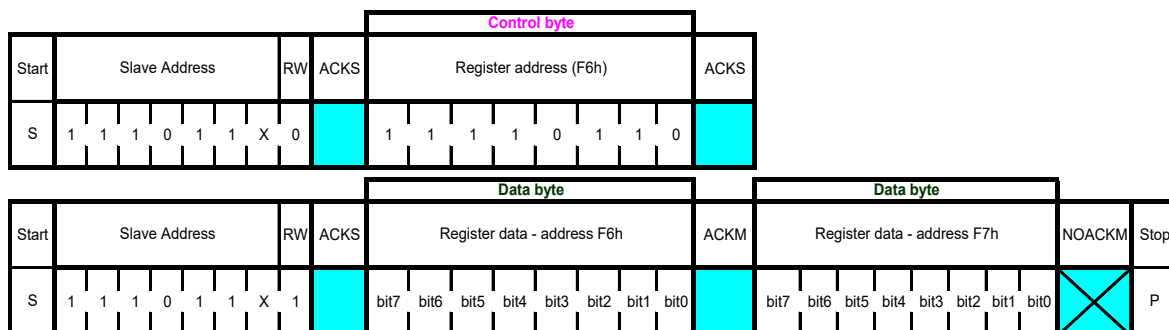 Control byte
Start Slave Address RW ACKS Register address (F6h) ACKS
S 1 1 1 0 1 1 X 0 1 1 1 1 0 1 1 0
Data byte Data byte
Start Slave Address RW ACKS Register data - address F6h ACKM Register data - address F7h NOACKM Stop
S 1 1 1 0 1 1 X 1 bit7 bit6 bit5 bit4 bit3 bit2 bit1 bit0 bit7 bit6 bit5 bit4 bit3 bit2 bit1 bit0 P